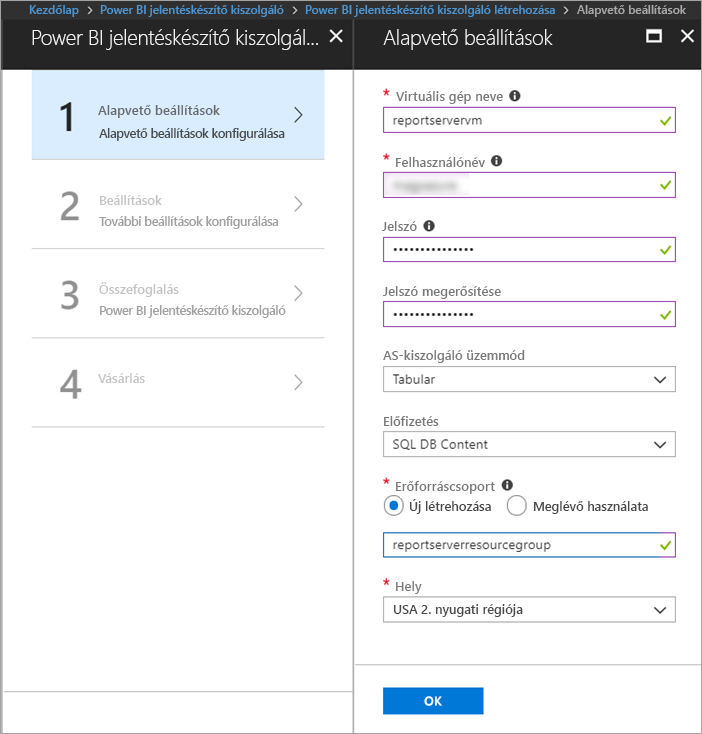 Kezdőlap > Power BI jelentéskészítő kiszolgáló > Power BI jelentéskészítő kiszolgáló létrehozása > Alapvető beállítások
Power BI jelentéskészítő kiszolgál...
1
Alapvető beállítások
Alapvető beállítások konfigurálása
2
Beállítások
További beállítások konfigurálása
3
Összefoglalás
Power BI jelentéskészítő kiszolgáló
4
Vásárlás
Alapvető beállítások
* Virtuális gép neve
reportservervm
* Felhasználónév
Jelszó
•••••••••••••••
Jelszó megerősítése
•••••••••••••••
AS-kiszolgáló üzemmód
Tabular
Előfizetés
SQL DB Content
* Erőforráscsoport
Új létrehozása Meglévő használata
reportserverresourcegroup
* Hely
USA 2. nyugati régiója
OK